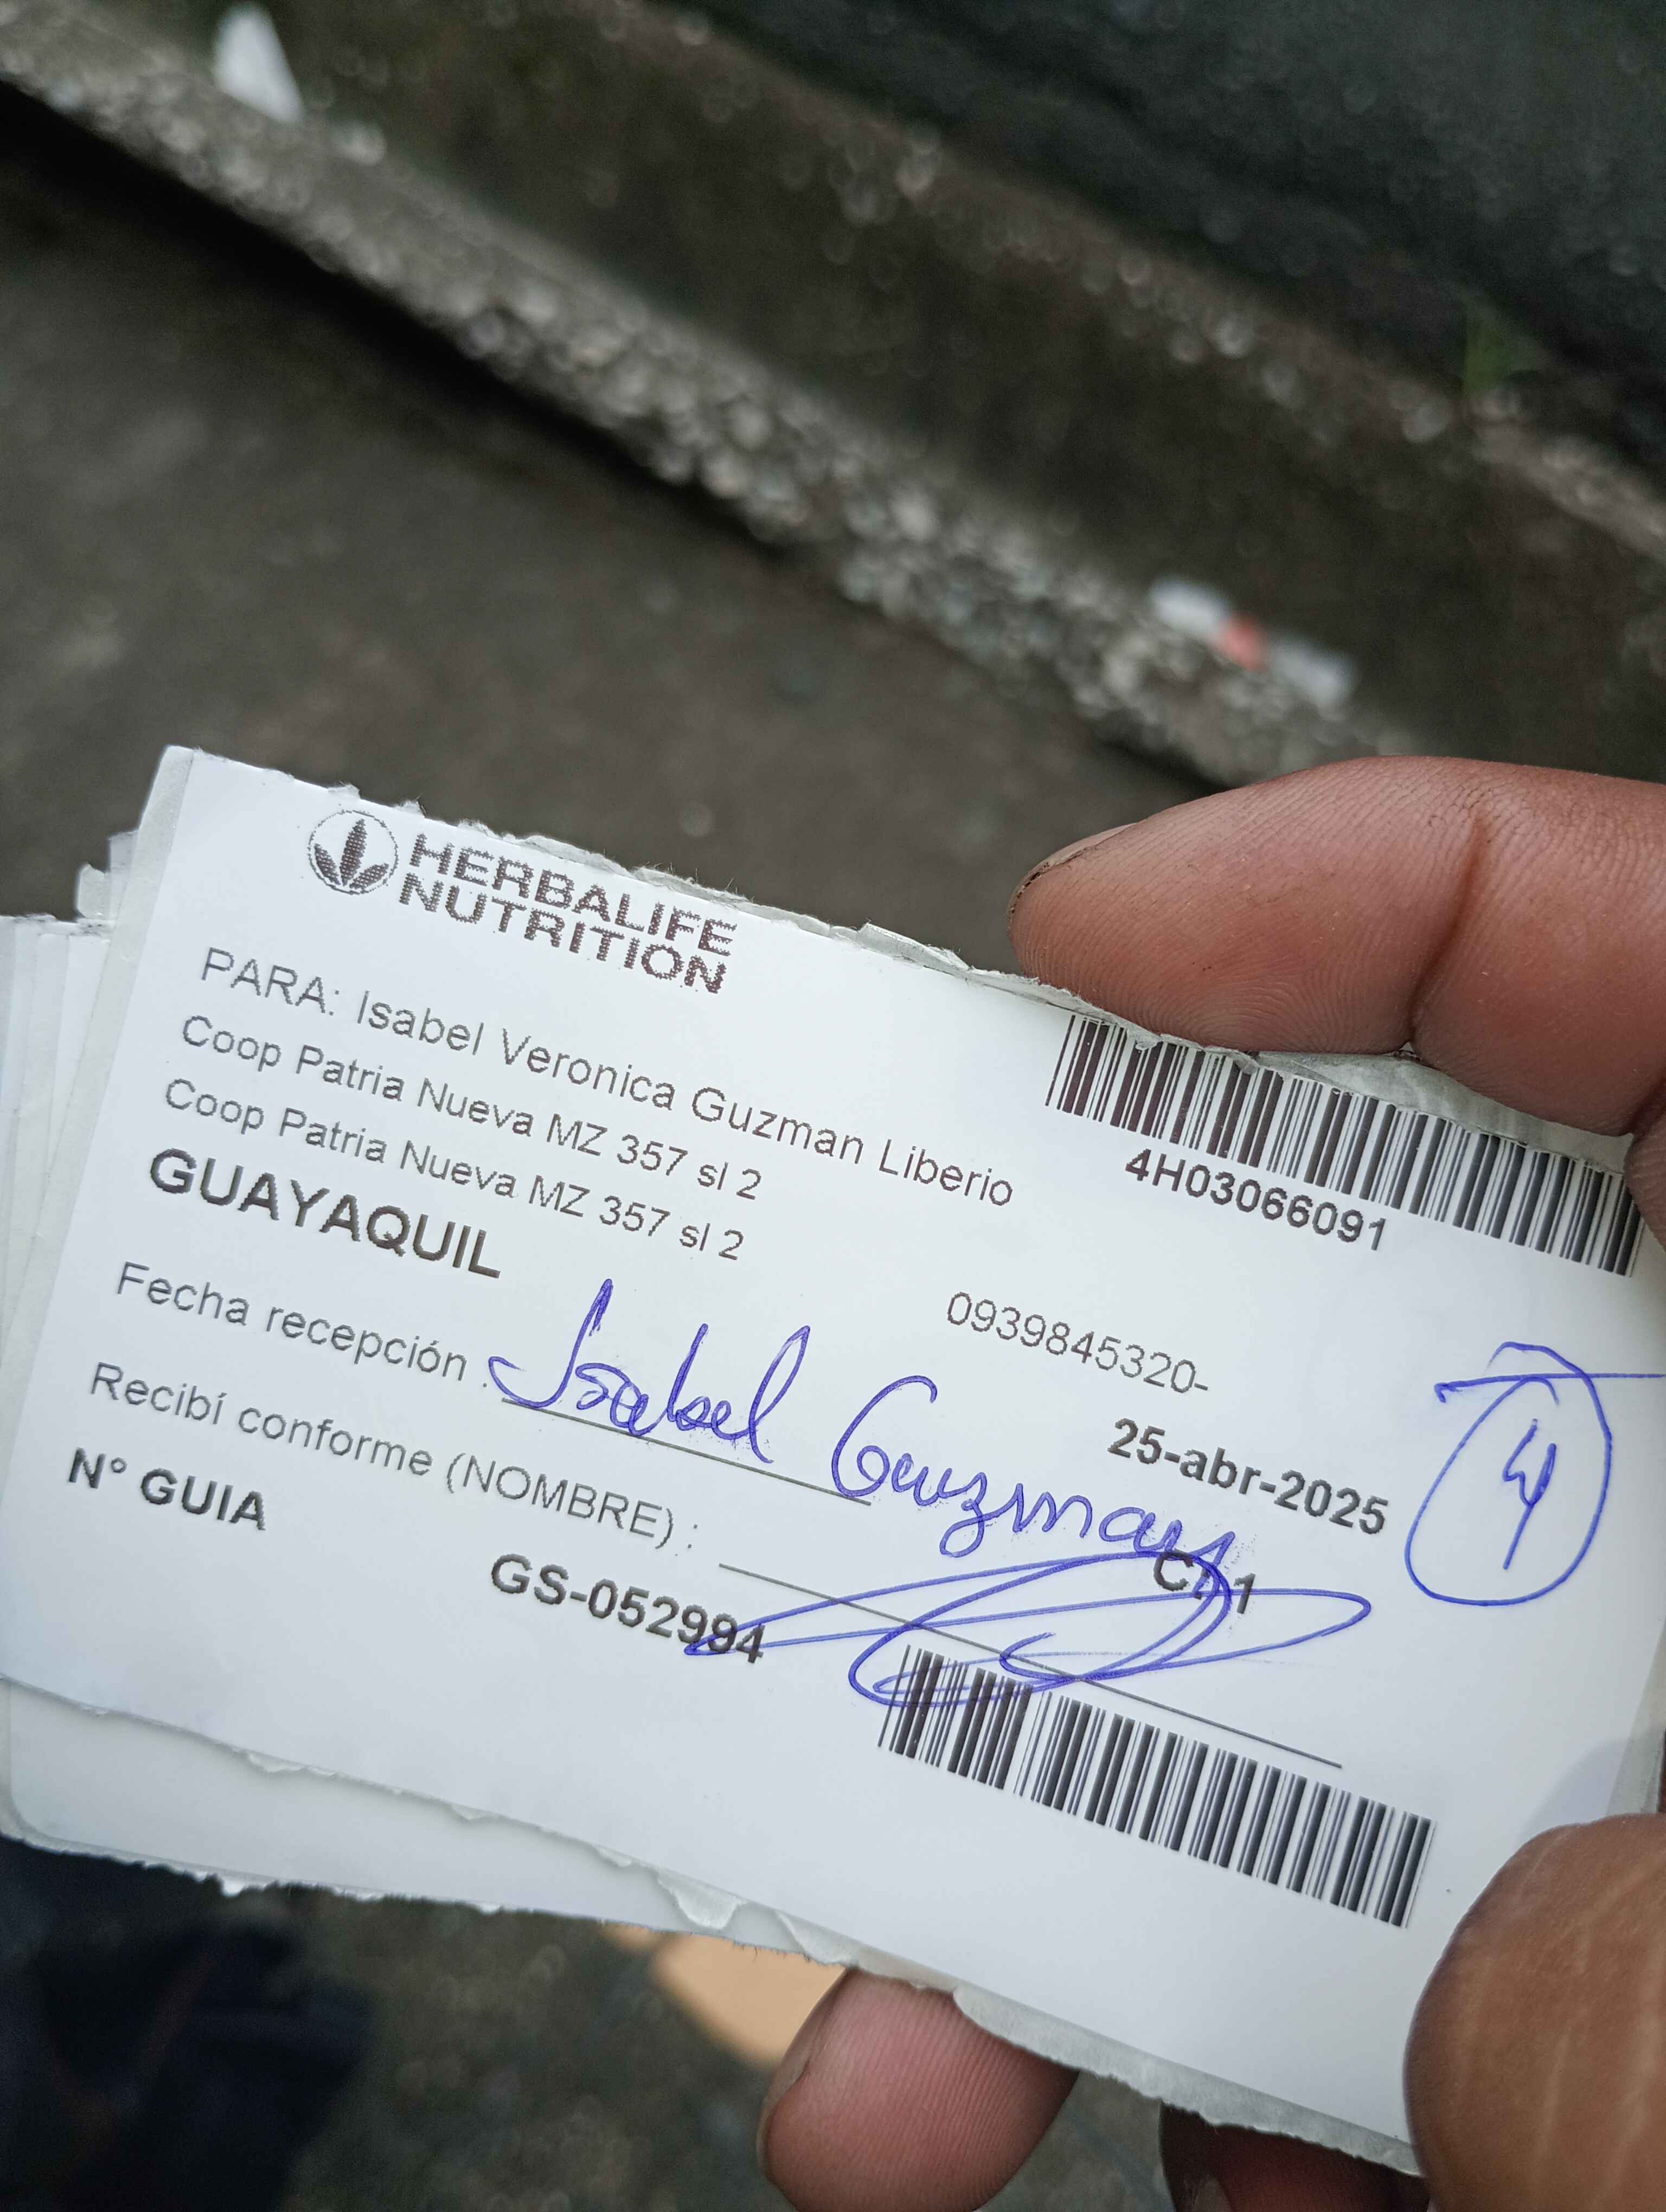 HERBALIFE
NUTRITION
PARA: Isabel Veronica Guzman Liberio
Coop Patria Nueva MZ 357 sl 2
Coop Patria Nueva MZ 357 sl 2
4H03066091
GUAYAQUIL
0939845320-
Fecha recepción : Isabel Guzman
25-abr-2025
4
Recibí conforme (NOMBRE) :
N° GUIA
GS-052994